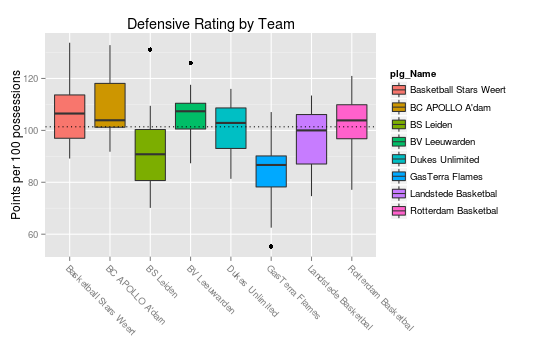 Defensive Rating by Team
Points per 100 possessions
120
100
80
60
Basketball Stars Weert
BC APOLLO A'dam
BS Leiden
BV Leeuwarden
Dukes Unlimited
GasTerra Flames
Landstede Basketbal
Rotterdam Basketbal
plg_Name
Basketball Stars Weert
BC APOLLO A'dam
BS Leiden
BV Leeuwarden
Dukes Unlimited
GasTerra Flames
Landstede Basketbal
Rotterdam Basketbal